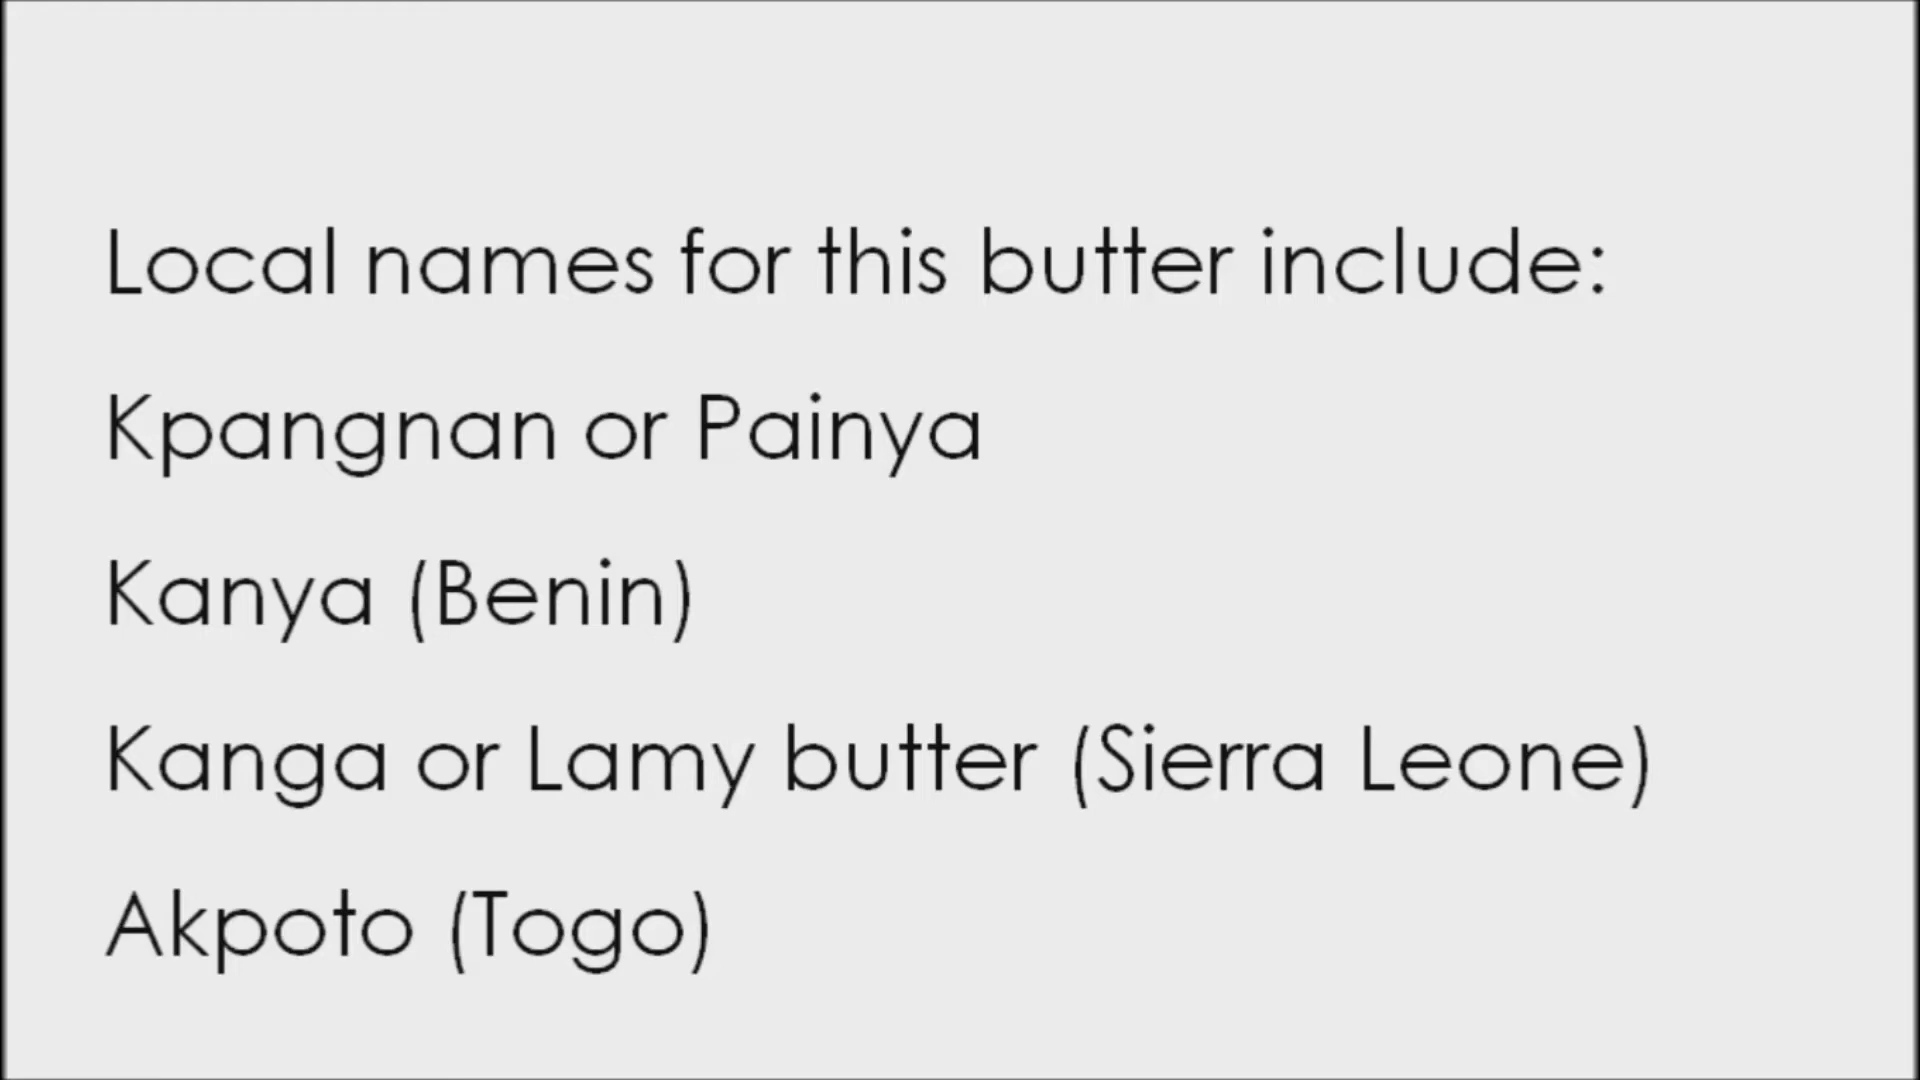 Local names for this butter include:
Kpangnan or Painya
Kanya (Benin)
Kanga or Lamy butter (Sierra Leone)
Akpoto (Togo)